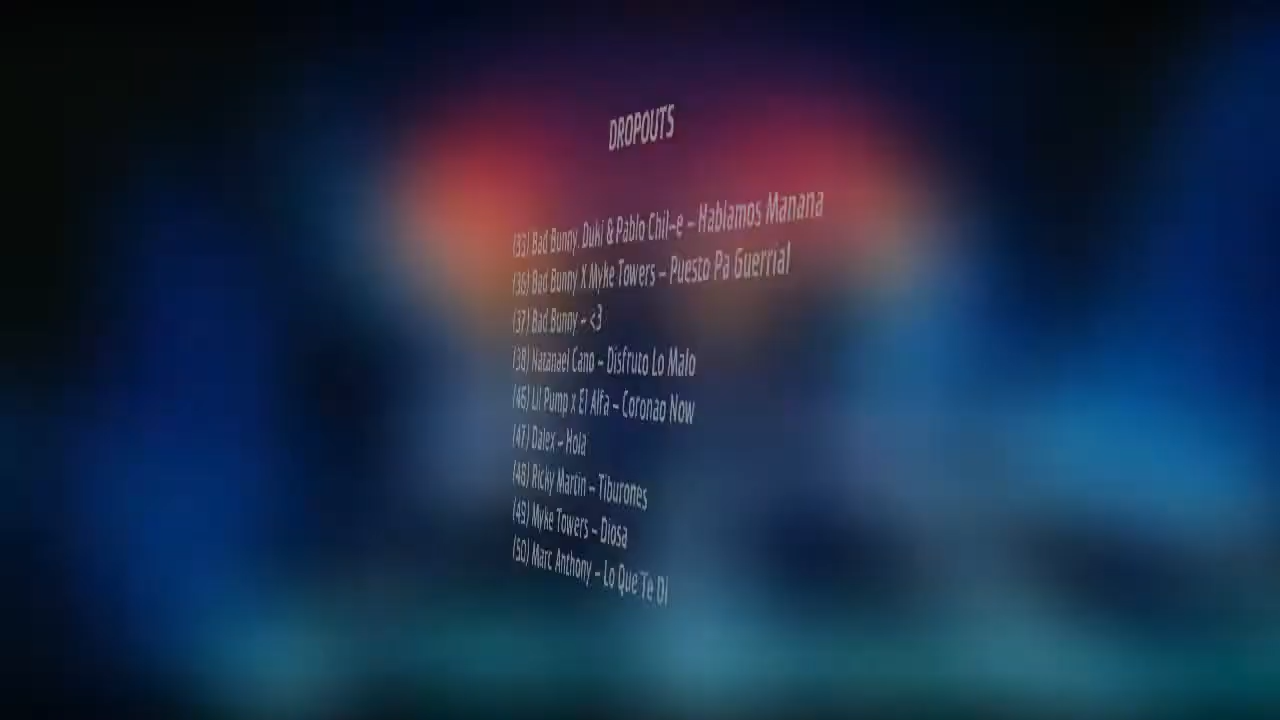 DROPOUTS
(33) Bad Bunny, Duki & Pablo Chill-e – Hablamos Manana
(36) Bad Bunny X Myke Towers – Puesto Pa Guerrial
(37) Bad Bunny – <3
(38) Natanael Cano – Disfruto Lo Malo
(46) Lil Pump x El Alfa – Coronao Now
(47) Dalex – Hola
(48) Ricky Martin – Tiburones
(49) Myke Towers – Diosa
(50) Marc Anthony – Lo Que Te Di